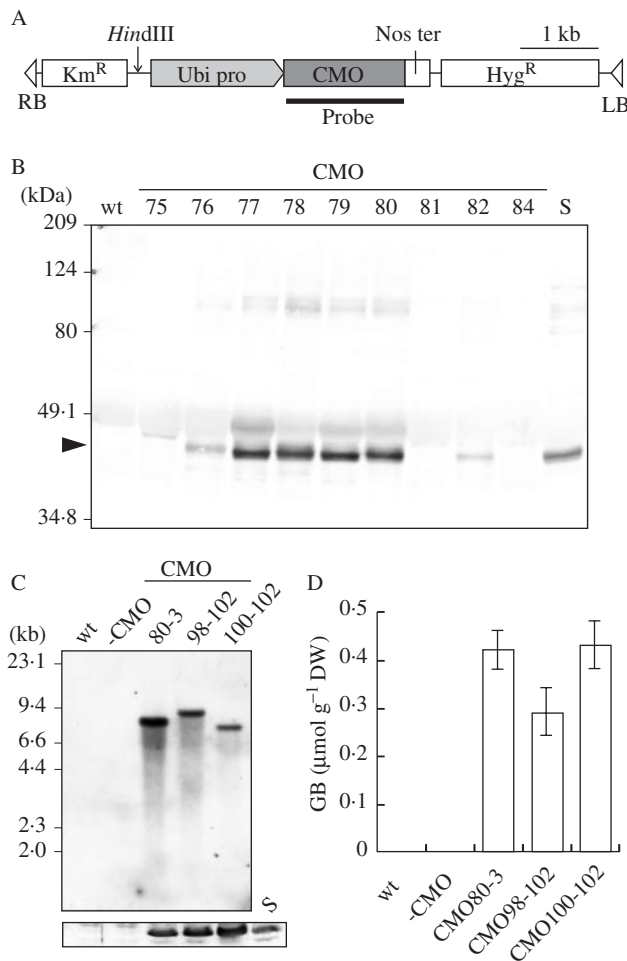 A
HindIII
Nos ter
1 kb
Km^R
Ubi pro
CMO
Hyg^R
RB
Probe
LB
B
CMO
(kDa)
wt 75 76 77 78 79 80 81 82 84 S
209
124
80
49·1
34·8
C
CMO
(kb)
wt
-CMO
80-3
98-102
100-102
23·1
9·4
6·6
4·4
2·3
2·0
S
D
GB (μmol g⁻¹ DW)
0·5
0·4
0·3
0·2
0·1
0
wt
-CMO
CMO80-3
CMO98-102
CMO100-102